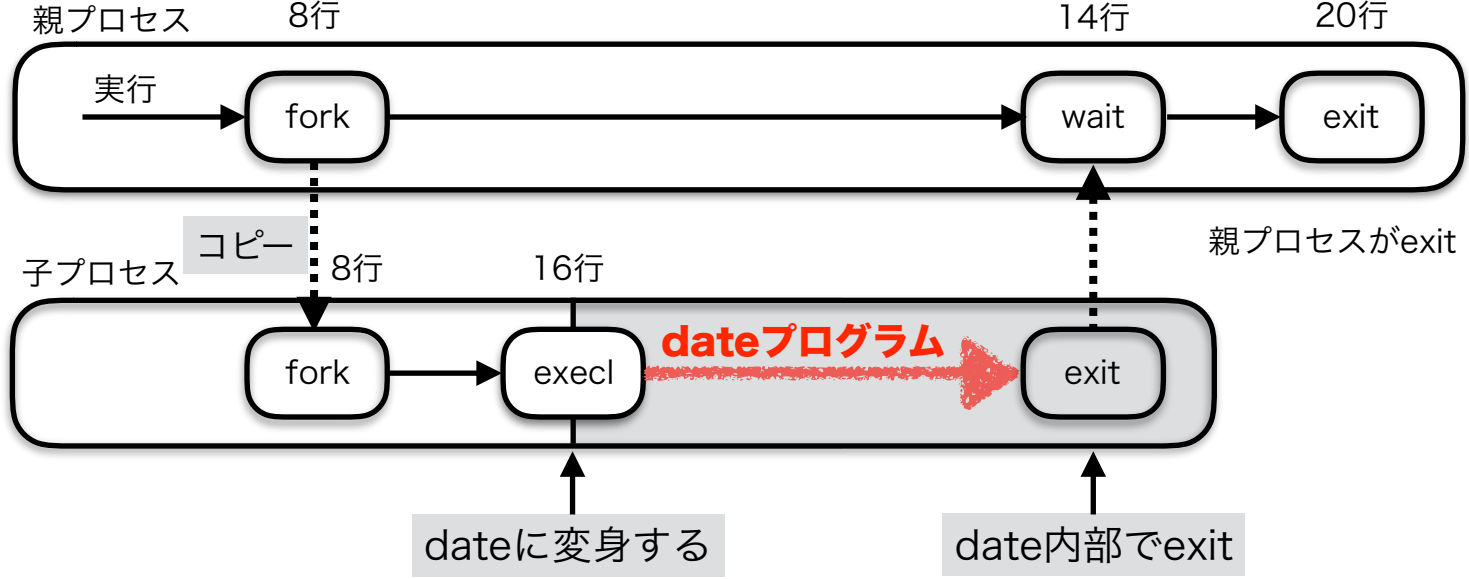 親プロセス
8行
14行
20行
実行
fork
wait
exit
コピー
親プロセスがexit
子プロセス
8行
16行
dateプログラム
fork
execl
exit
dateに変身する
date内部でexit